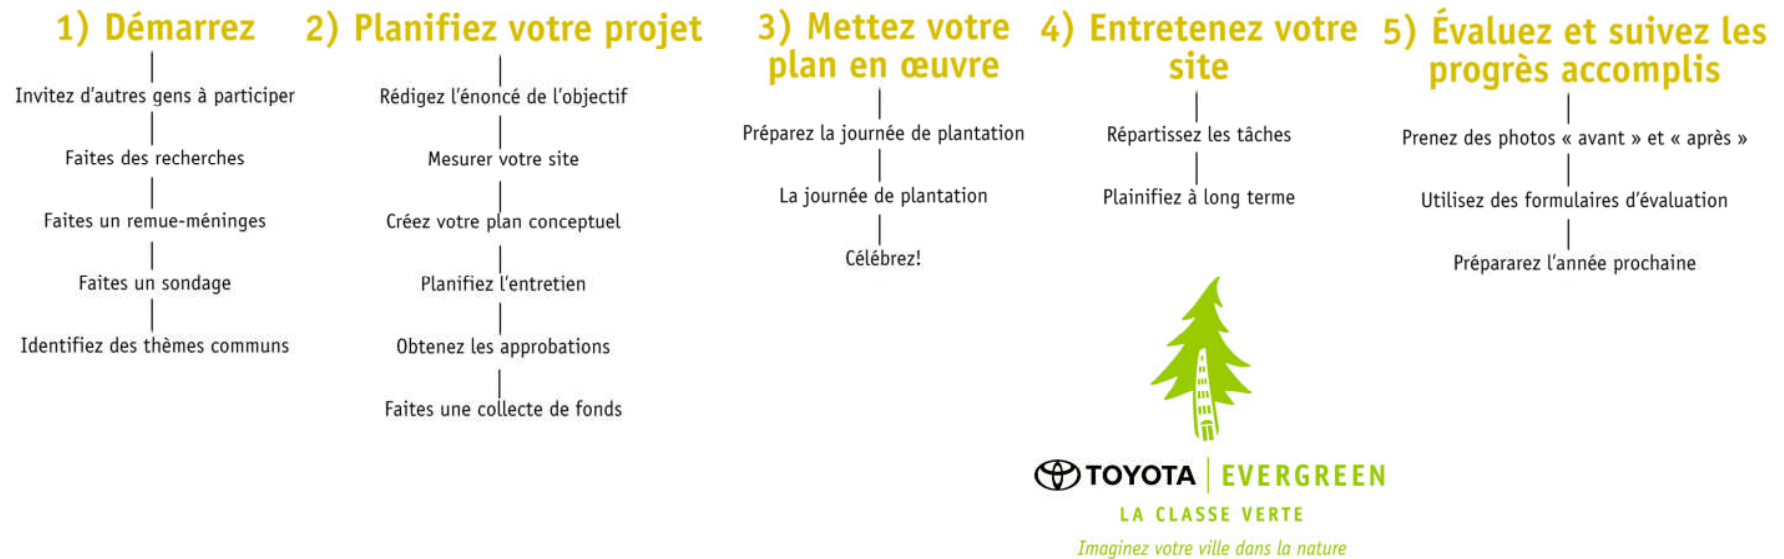 1) Démarrez
Invitez d'autres gens à participer
Faites des recherches
Faites un remue-méninges
Faites un sondage
Identifiez des thèmes communs
2) Planifiez votre projet
Rédigez l'énoncé de l'objectif
Mesurer votre site
Créez votre plan conceptuel
Planifiez l'entretien
Obtenez les approbations
Faites une collecte de fonds
3) Mettez votre
plan en œuvre
Préparez la journée de plantation
La journée de plantation
Célébrez!
4) Entretenez votre
site
Répartissez les tâches
Plainifiez à long terme
5) Évaluez et suivez les
progrès accomplis
Prenez des photos « avant » et « après »
Utilisez des formulaires d'évaluation
Prépararez l'année prochaine
TOYOTA | EVERGREEN
LA CLASSE VERTE
Imaginez votre ville dans la nature